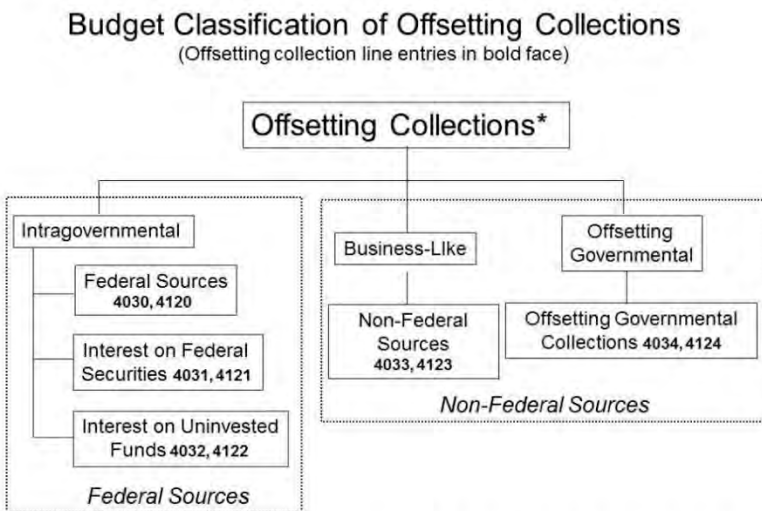 Budget Classification of Offsetting Collections
(Offsetting collection line entries in bold face)
Offsetting Collections*
Intragovernmental
Federal Sources
4030, 4120
Interest on Federal
Securities 4031, 4121
Interest on Uninvested
Funds 4032, 4122
Federal Sources
Business-Like
Non-Federal
Sources
4033, 4123
Offsetting
Governmental
Offsetting Governmental
Collections 4034, 4124
Non-Federal Sources